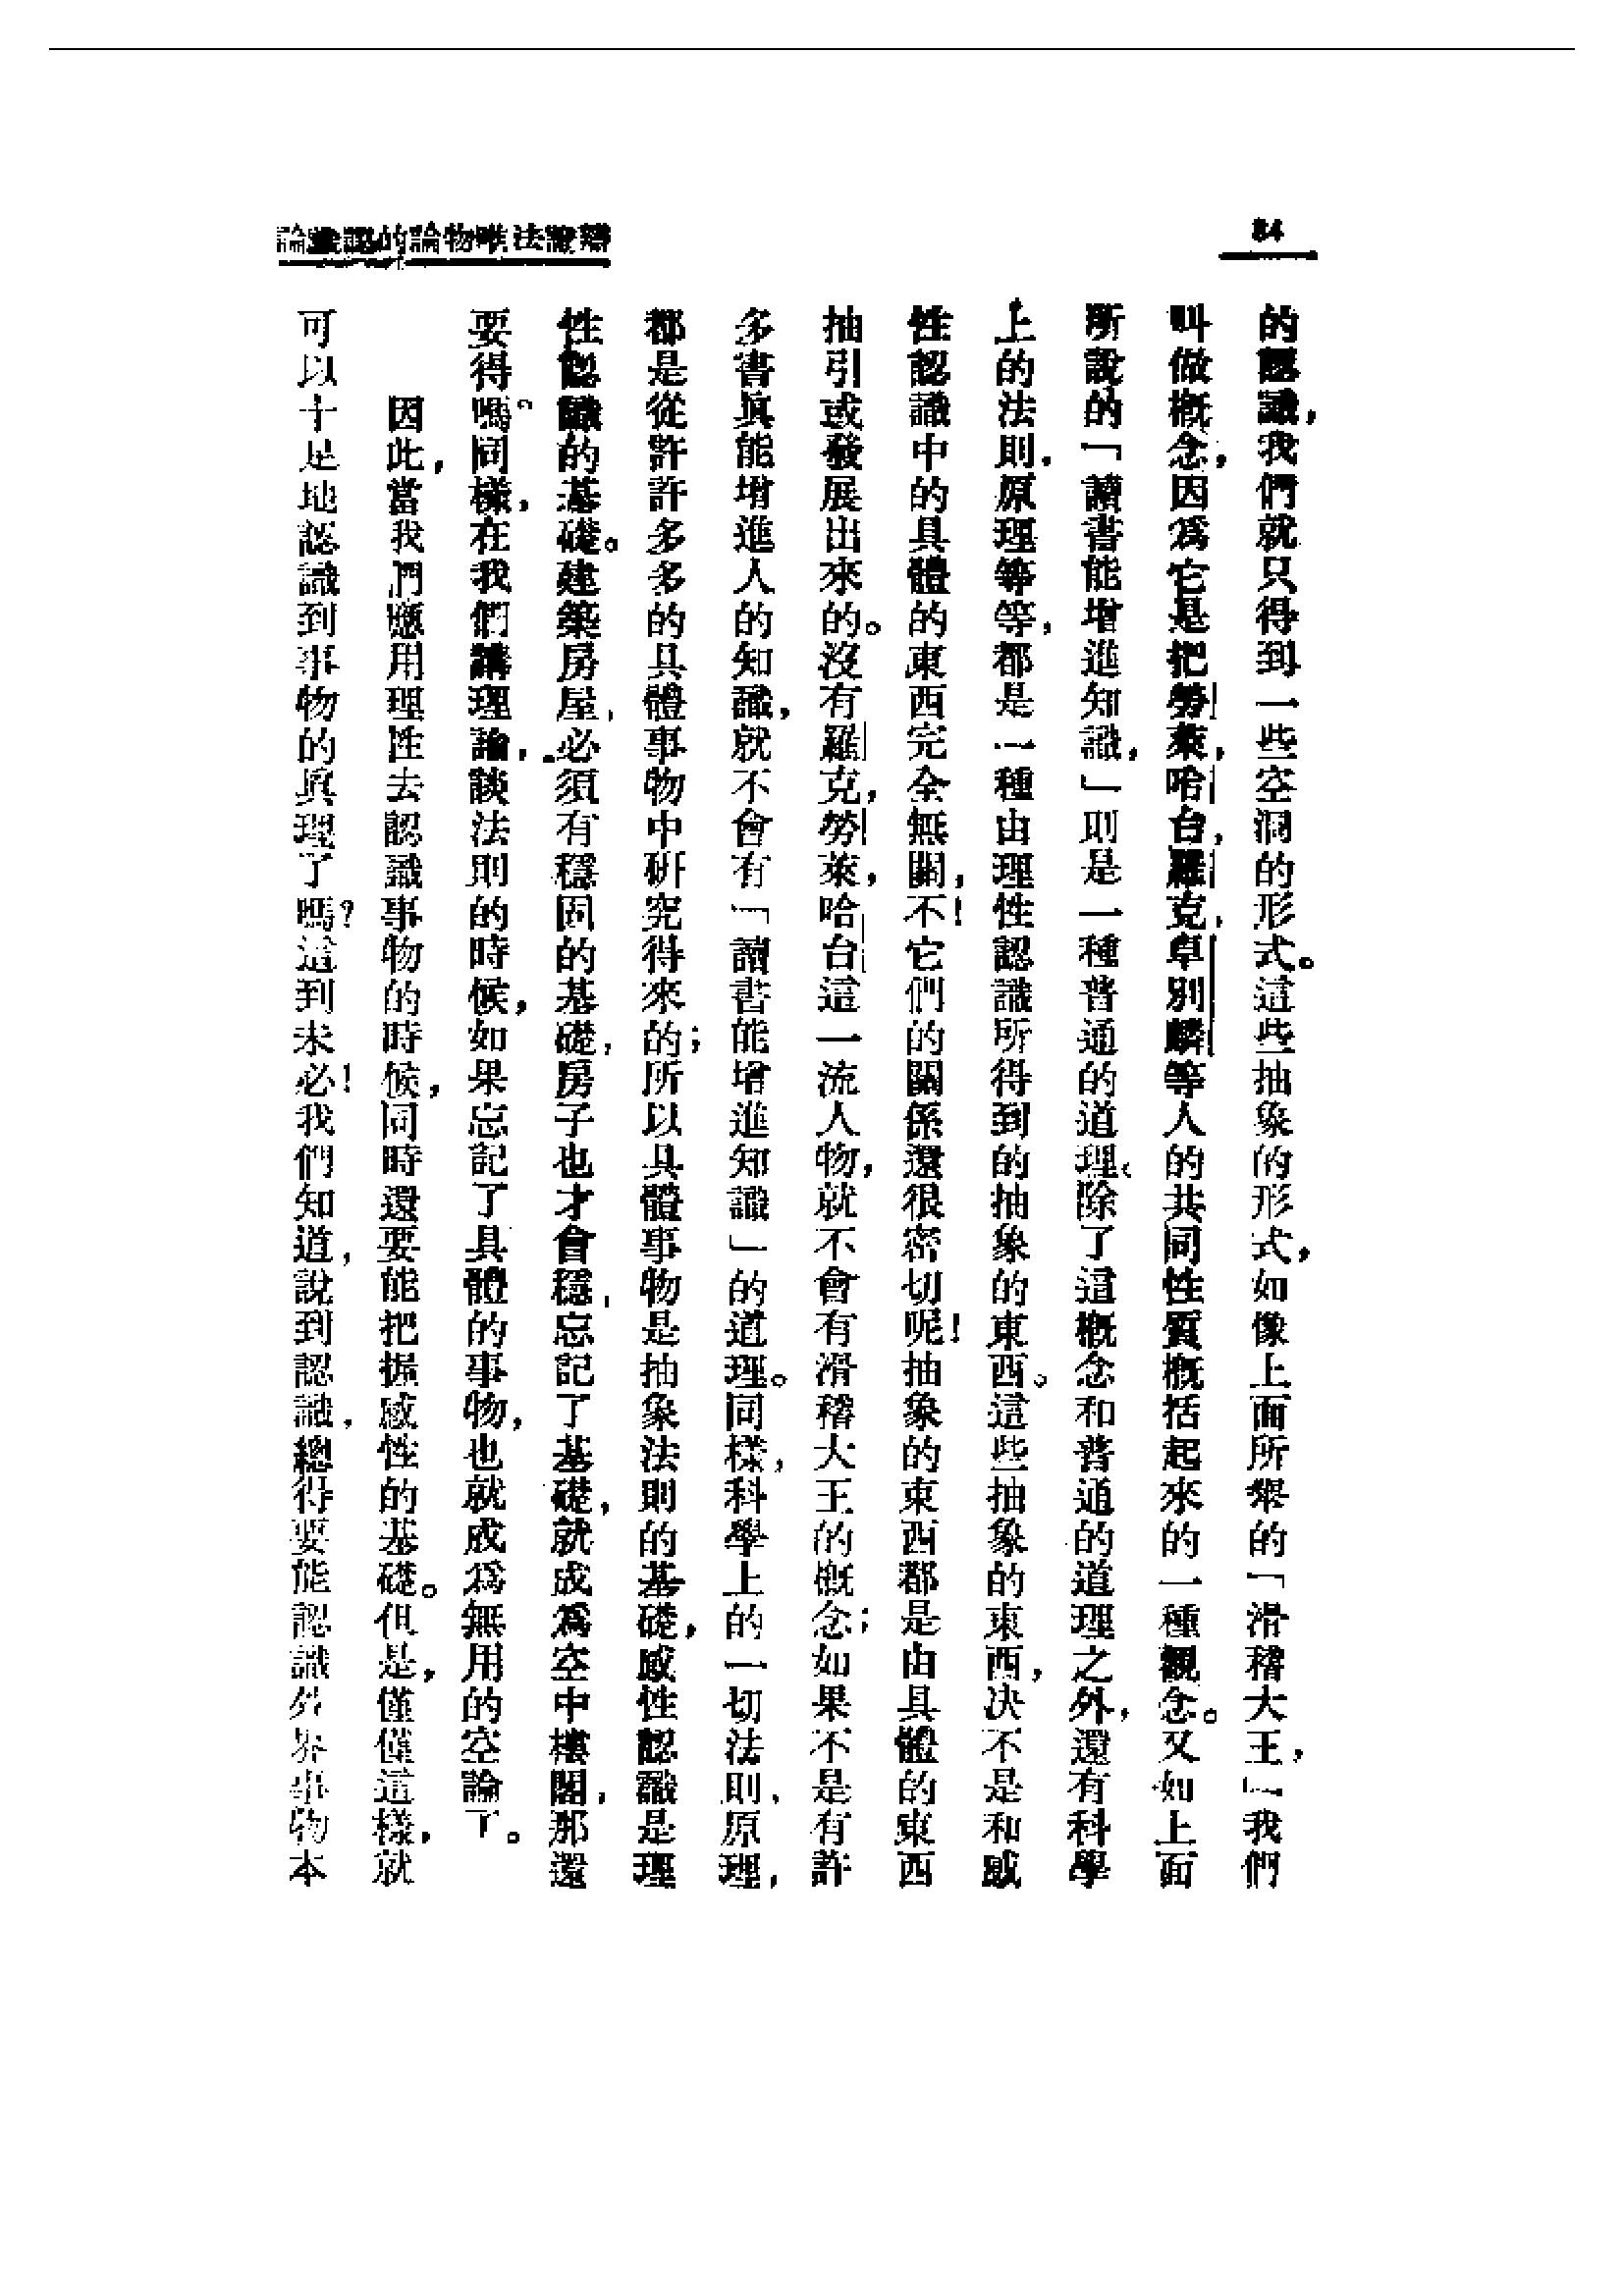 84
辯證法唯物論的認識論
的認識，我們就只得到一些空洞的形式。這些抽象的形式，如像上面所舉的「滑稽大王，」我們
叫做概念，因爲它是把勞萊，哈台，羅克，卓別麟等人的共同性質概括起來的一種觀念。又如上面
所說的「讀書能增進知識，」則是一種普通的道理。除了這概念和普通的道理之外，還有科學
上的法則，原理等等，都是一種由理性認識所得到的抽象的東西。這些抽象的東西，决不是和感
性認識中的具體的東西完全無關，不！它們的關係還很密切呢！抽象的東西都是由具體的東西
抽引或發展出來的。沒有羅克，勞萊，哈台這一流人物，就不會有滑稽大王的概念；如果不是有許
多書眞能增進人的知識，就不會有「讀書能增進知識」的道理。同樣，科學上的一切法則，原理，
都是從許許多多的具體事物中研究得來的；所以具體事物是抽象法則的基礎，感性認識是理
性認識的基礎。建築房屋，必須有穩固的基礎，房子也才會穩，忘記了基礎，就成爲空中樓閣，那還
要得嗎。同樣，在我們講理論，談法則的時候，如果忘記了具體的事物，也就成爲無用的空論了。
因此，當我們應用理性去認識事物的時候，同時還要能把握感性的基礎。但是，僅僅這樣，就
可以十足地認識到事物的眞理了嗎？這到未必！我們知道，說到認識，總得要能認識外界事物本